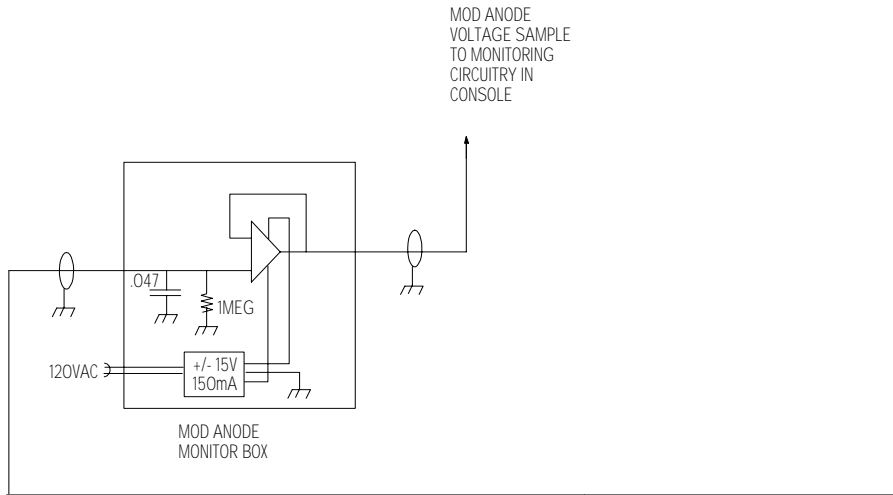 MOD ANODE
VOLTAGE SAMPLE
TO MONITORING
CIRCUITRY IN
CONSOLE
.047
1MEG
120VAC
+/- 15V
150mA
MOD ANODE
MONITOR BOX